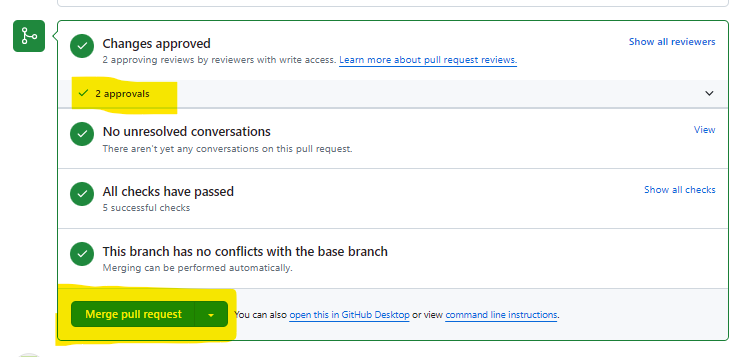 Changes approved
Show all reviewers
2 approving reviews by reviewers with write access. Learn more about pull request reviews.
2 approvals
No unresolved conversations
View
There aren't yet any conversations on this pull request.
All checks have passed
Show all checks
5 successful checks
This branch has no conflicts with the base branch
Merging can be performed automatically.
Merge pull request
You can also open this in GitHub Desktop or view command line instructions.